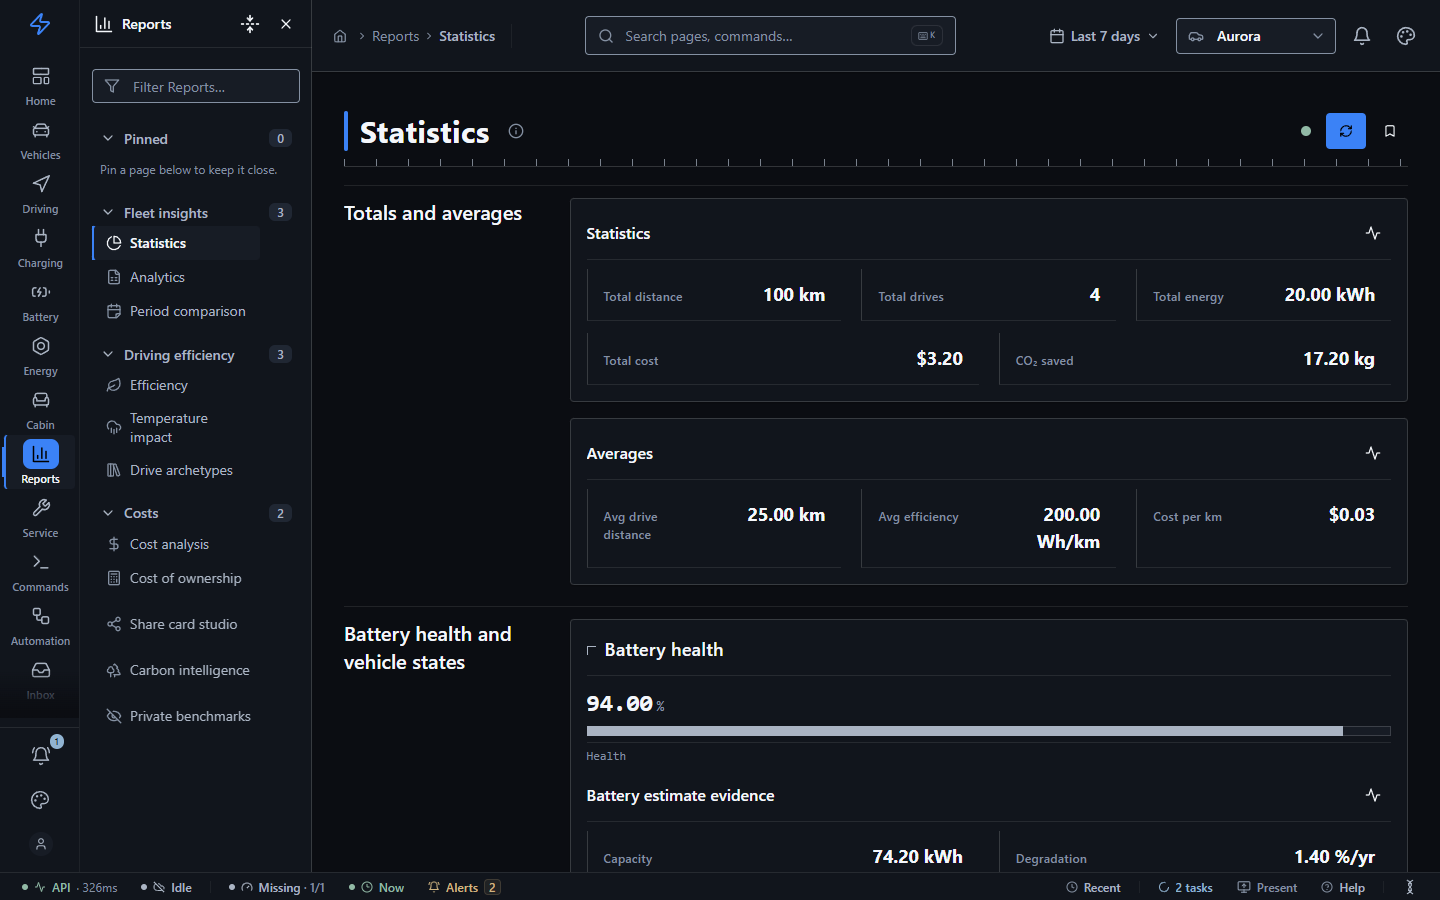 Reports
Reports
Statistics
Search pages, commands...
K
Last 7 days
Aurora
Home
Vehicles
Driving
Charging
Battery
Energy
Cabin
Reports
Service
Commands
Automation
Inbox
1
Filter Reports...
Pinned
0
Pin a page below to keep it close.
Fleet insights
3
Statistics
Analytics
Period comparison
Driving efficiency
3
Efficiency
Temperature
impact
Drive archetypes
Costs
2
Cost analysis
Cost of ownership
Share card studio
Carbon intelligence
Private benchmarks
Statistics
Totals and averages
Statistics
Total distance
100 km
Total drives
4
Total energy
20.00 kWh
Total cost
$3.20
CO₂ saved
17.20 kg
Averages
Avg drive
distance
25.00 km
Avg efficiency
200.00
Wh/km
Cost per km
$0.03
Battery health and
vehicle states
Battery health
94.00 %
Health
Battery estimate evidence
Capacity
74.20 kWh
Degradation
1.40 %/yr
API · 326ms
Idle
Missing · 1/1
Now
Alerts 2
Recent
2 tasks
Present
Help